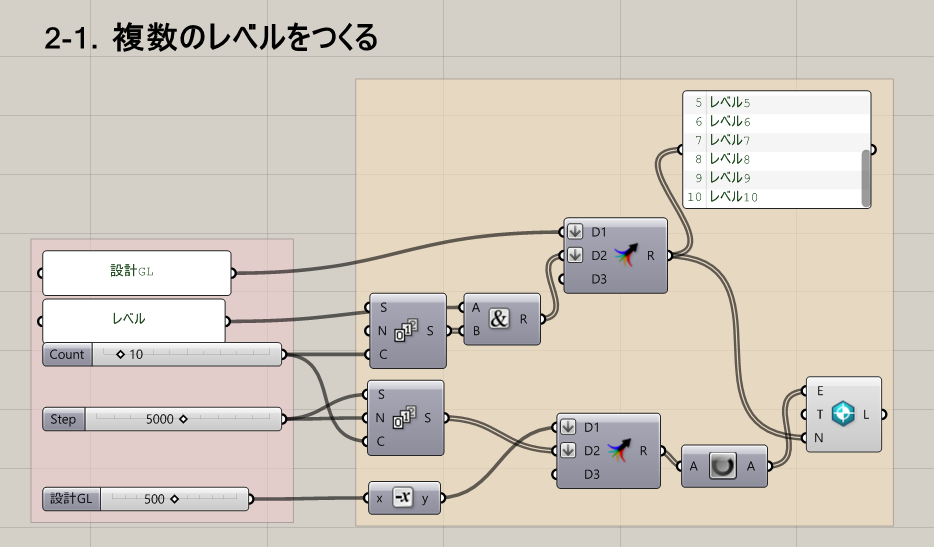 2-1. 複数のレベルをつくる
5 レベル5
6 レベル6
7 レベル7
8 レベル8
9 レベル9
10 レベル10
設計GL
レベル
Count 10
Step 5000
設計GL 500
S
N S
C
A
B R
&
012
D1
D2 R
D3
S
N S
C
012
x -x y
D1
D2 R
D3
A A
E
T L
N